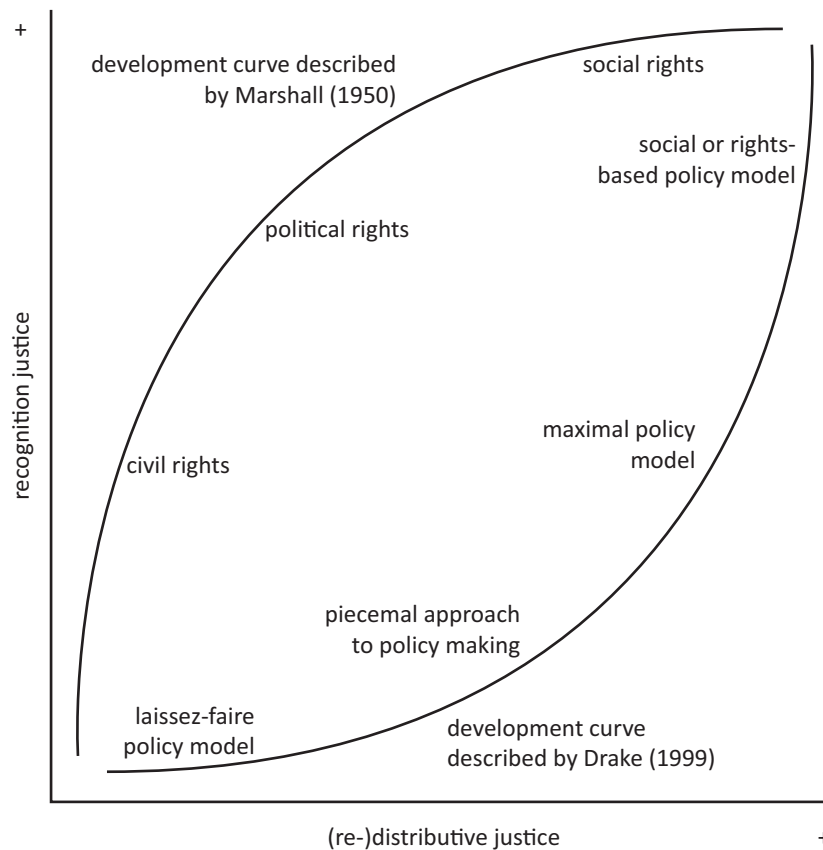 +
development curve described
by Marshall (1950)
social rights
social or rights-
based policy model
political rights
recognition justice
maximal policy
model
civil rights
piecemal approach
to policy making
laissez-faire
policy model
development curve
described by Drake (1999)
(re-)distributive justice
+